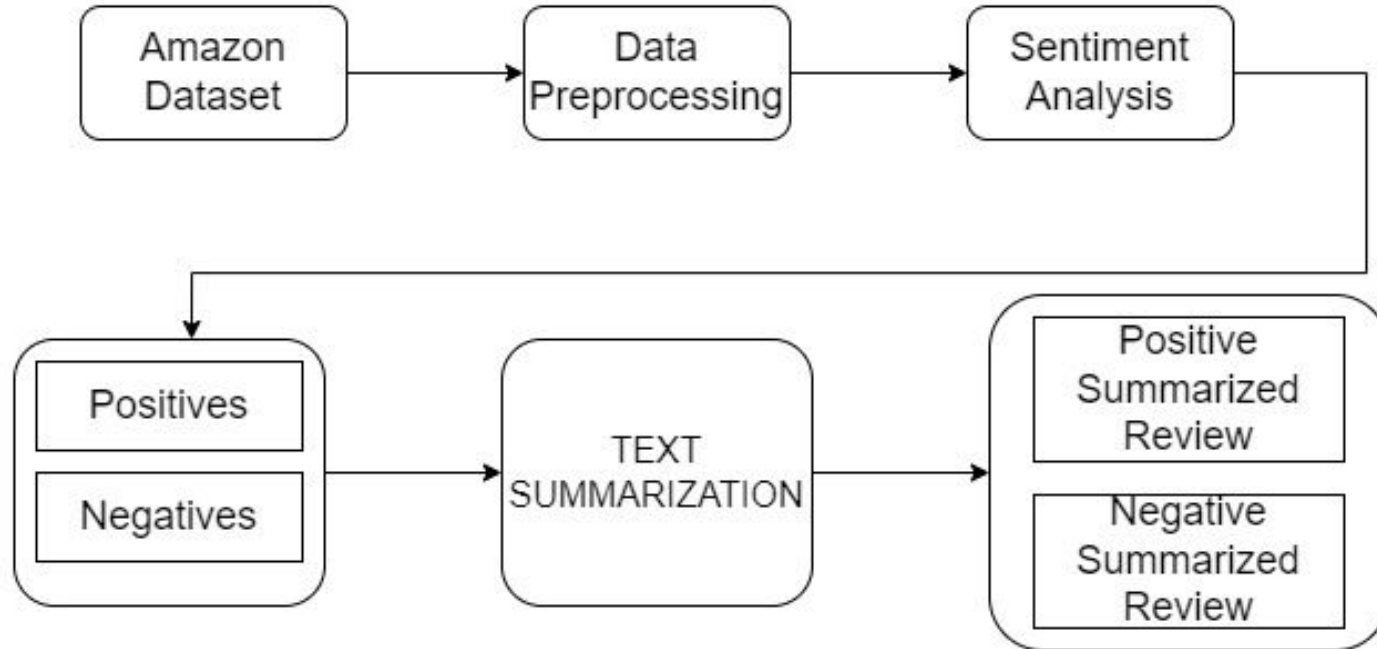 Amazon
Dataset
Data
Preprocessing
Sentiment
Analysis
Positives
Negatives
TEXT
SUMMARIZATION
Positive
Summarized
Review
Negative
Summarized
Review